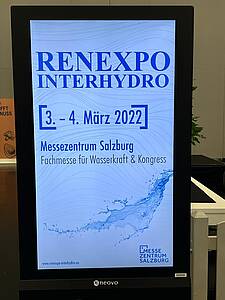 RENEXPO
INTERHYDRO
[3. – 4. März 2022]
Messezentrum Salzburg
Fachmesse für Wasserkraft & Kongress
MESSE
ZENTRUM
SALZBURG
neovo